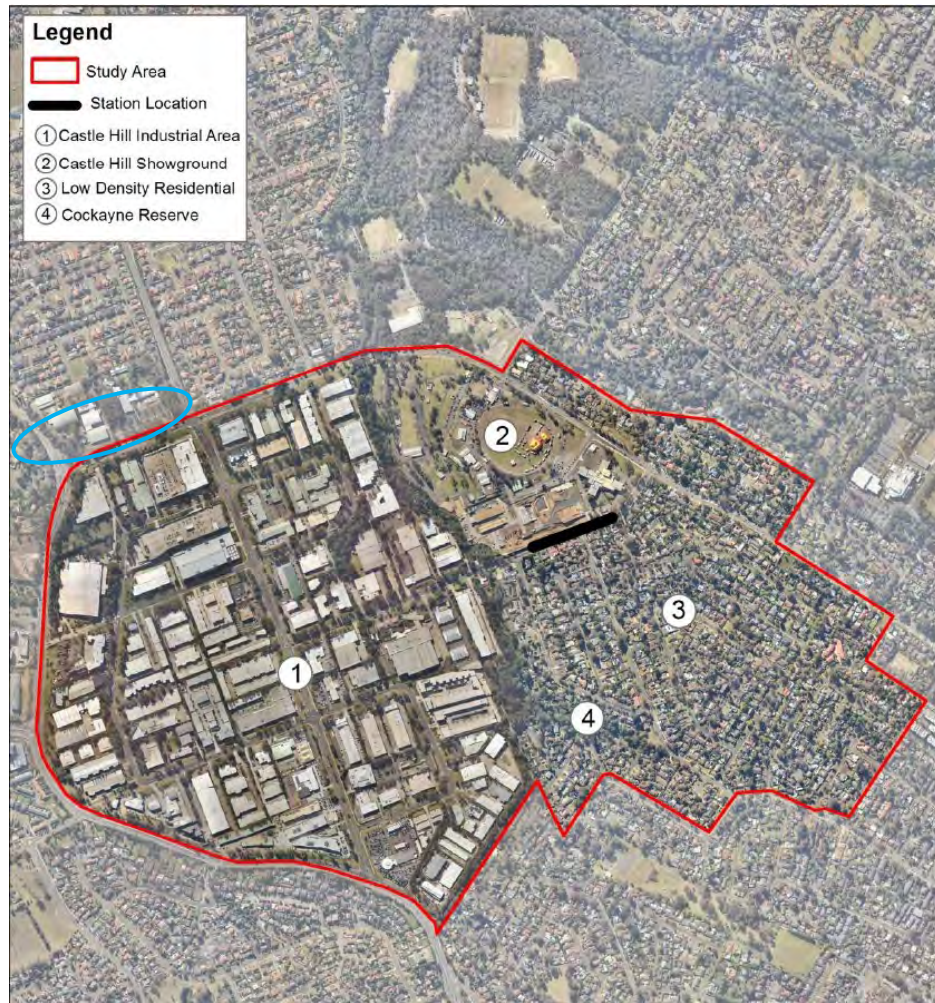 Legend
Study Area
Station Location
1 Castle Hill Industrial Area
2 Castle Hill Showground
3 Low Density Residential
4 Cockayne Reserve
2
3
1
4